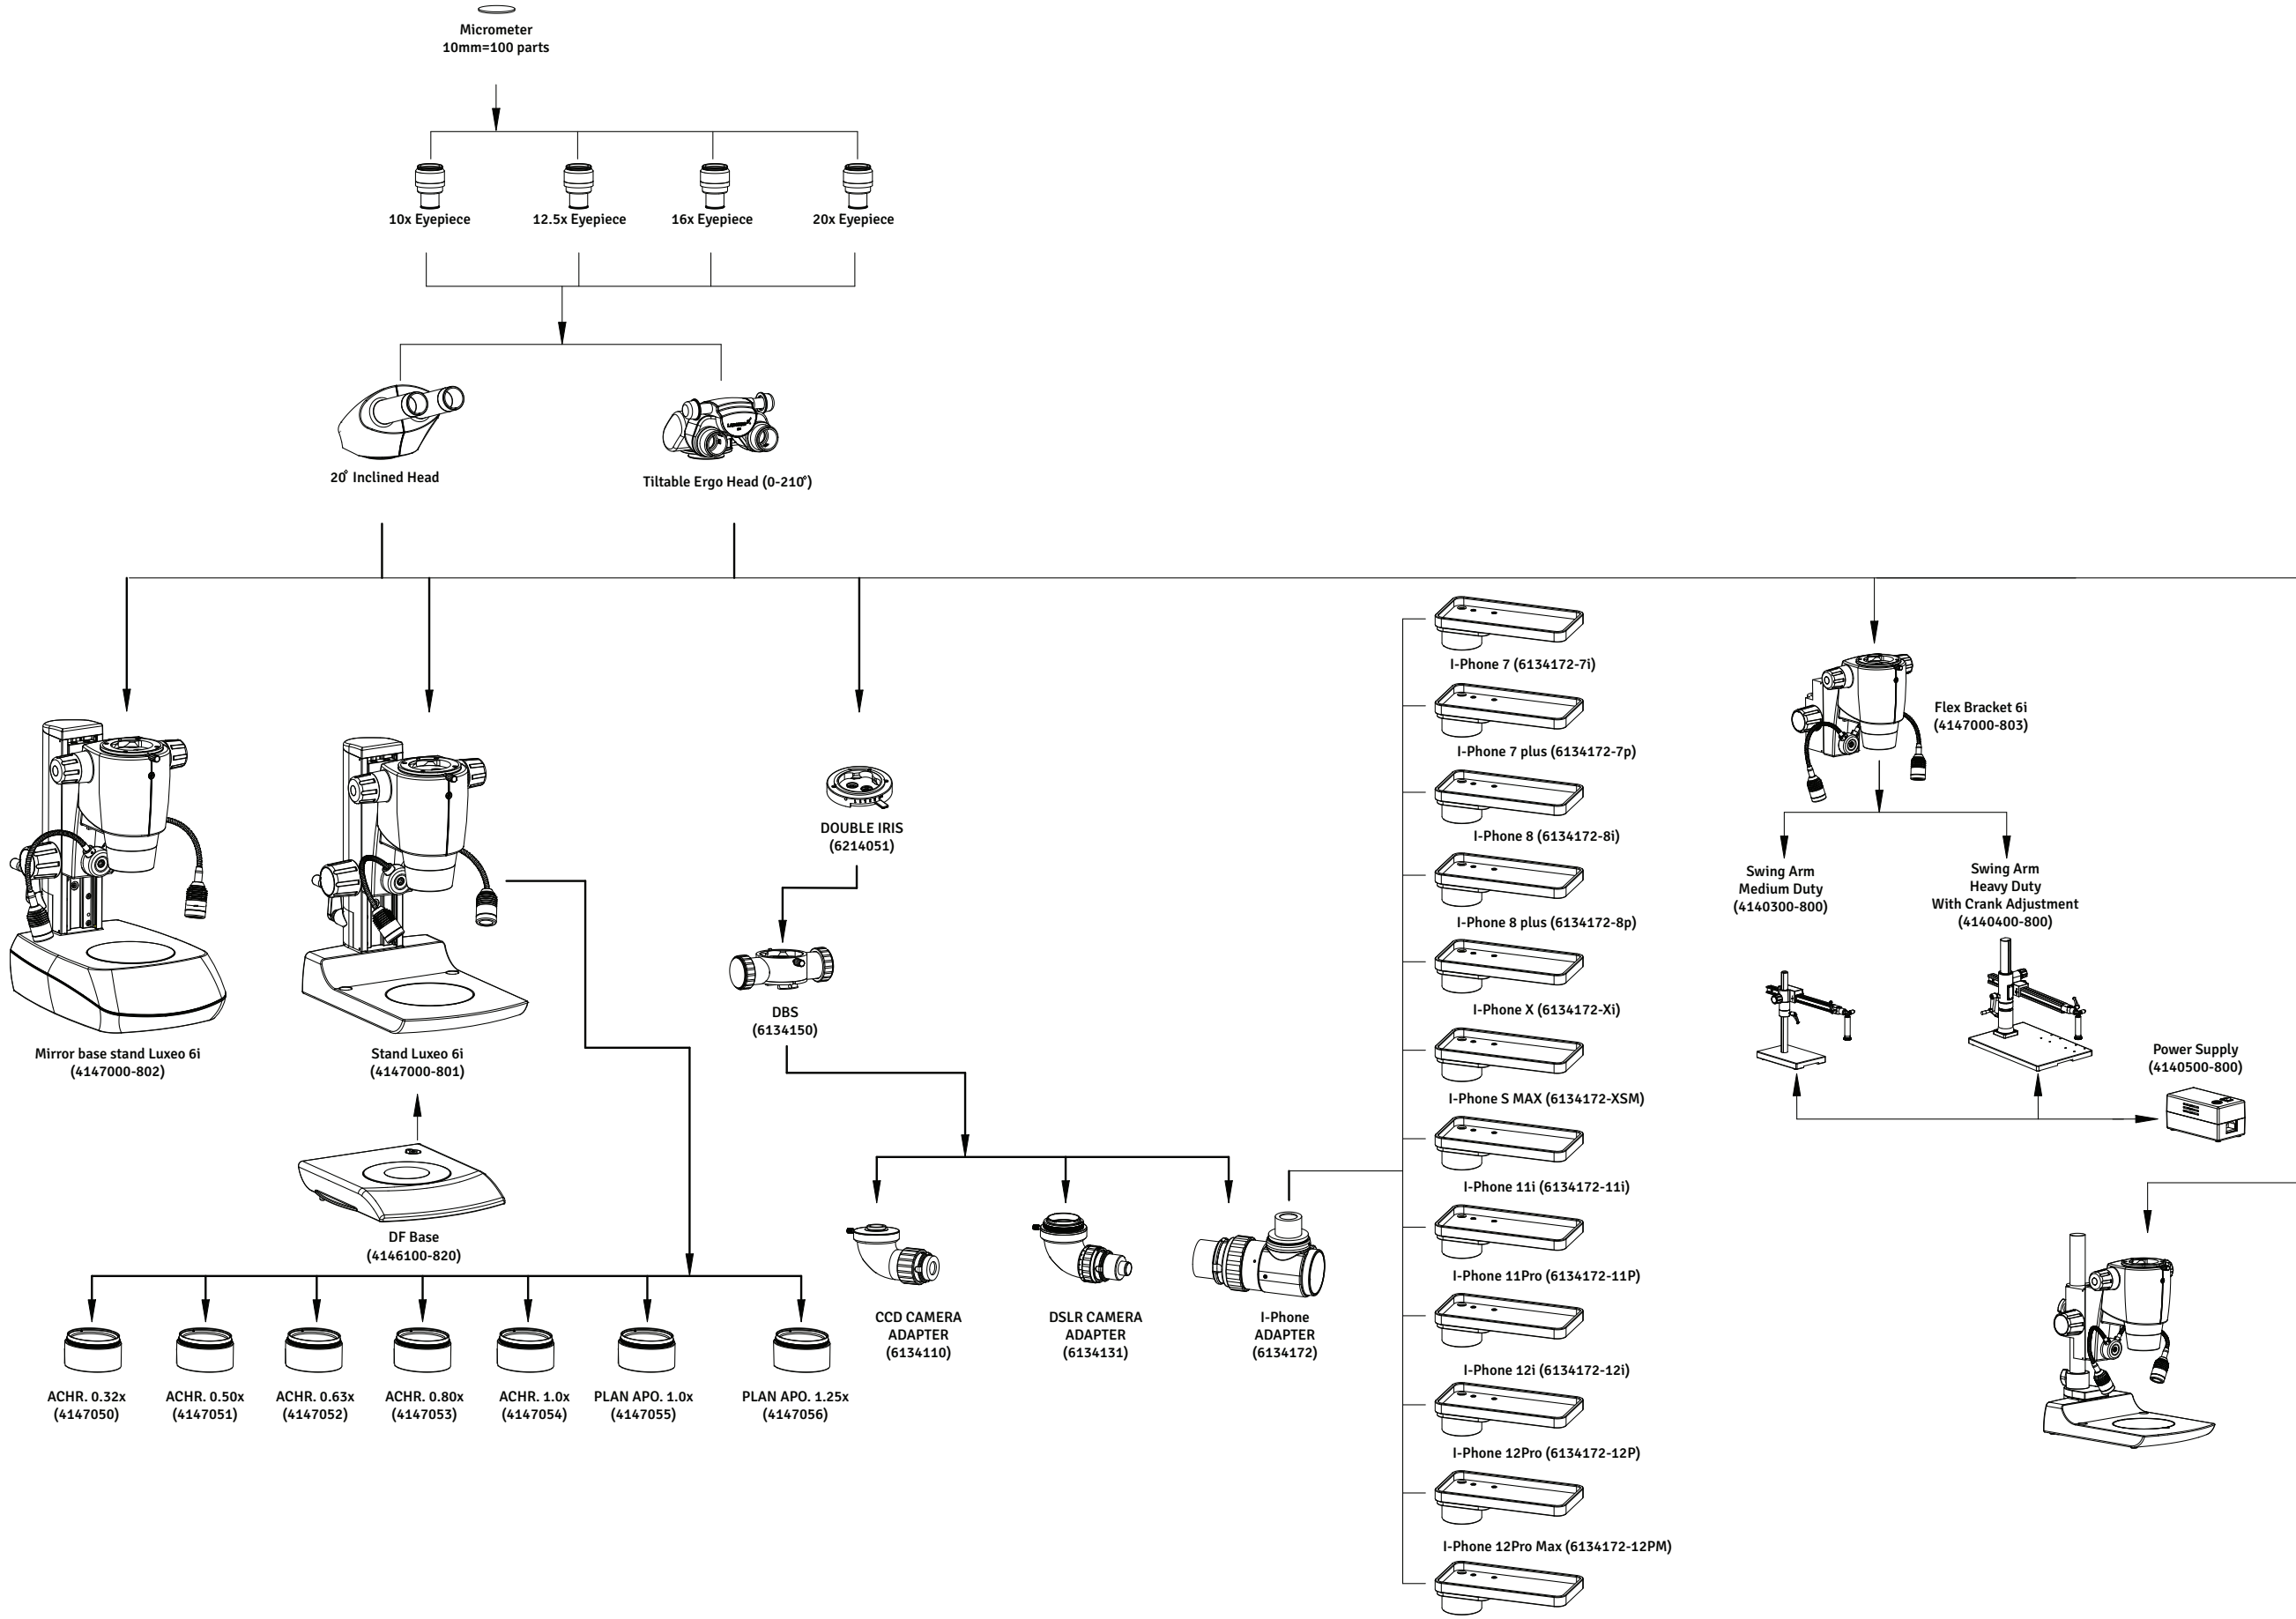 Micrometer
10mm=100 parts
10x Eyepiece
12.5x Eyepiece
16x Eyepiece
20x Eyepiece
20° Inclined Head
Tiltable Ergo Head (0-210°)
Mirror base stand Luxeo 6i
(4147000-802)
Stand Luxeo 6i
(4147000-801)
DF Base
(4146100-820)
DOUBLE IRIS
(6214051)
DBS
(6134150)
ACHR. 0.32x
(4147050)
ACHR. 0.50x
(4147051)
ACHR. 0.63x
(4147052)
ACHR. 0.80x
(4147053)
ACHR. 1.0x
(4147054)
PLAN APO. 1.0x
(4147055)
PLAN APO. 1.25x
(4147056)
CCD CAMERA
ADAPTER
(6134110)
DSLR CAMERA
ADAPTER
(6134131)
I-Phone
ADAPTER
(6134172)
I-Phone 7 (6134172-7i)
I-Phone 7 plus (6134172-7p)
I-Phone 8 (6134172-8i)
I-Phone 8 plus (6134172-8p)
I-Phone X (6134172-Xi)
I-Phone S MAX (6134172-XSM)
I-Phone 11i (6134172-11i)
I-Phone 11Pro (6134172-11P)
I-Phone 12i (6134172-12i)
I-Phone 12Pro (6134172-12P)
I-Phone 12Pro Max (6134172-12PM)
Flex Bracket 6i
(4147000-803)
Swing Arm
Medium Duty
(4140300-800)
Swing Arm
Heavy Duty
With Crank Adjustment
(4140400-800)
Power Supply
(4140500-800)